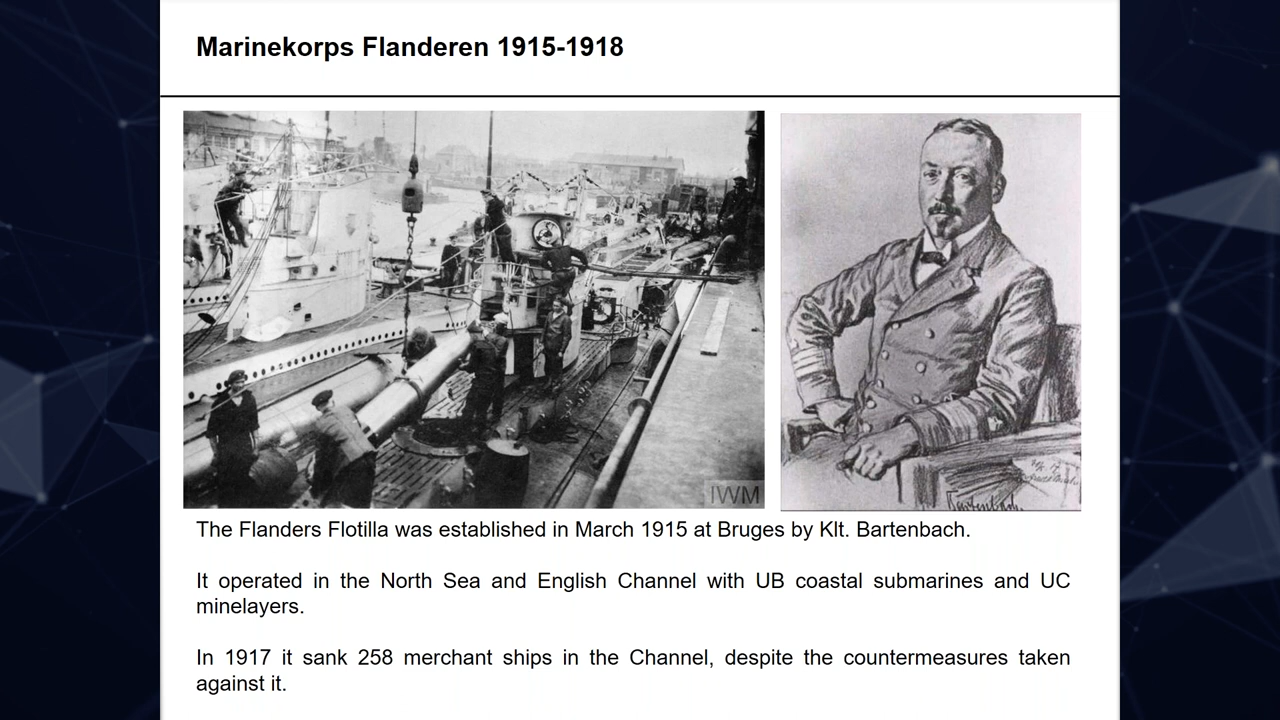 Marinekorps Flanderen 1915-1918
IWM
Bartenbach.
The Flanders Flotilla was established in March 1915 at Bruges by Klt. Bartenbach.
It operated in the North Sea and English Channel with UB coastal submarines and UC
minelayers.
In 1917 it sank 258 merchant ships in the Channel, despite the countermeasures taken
against it.